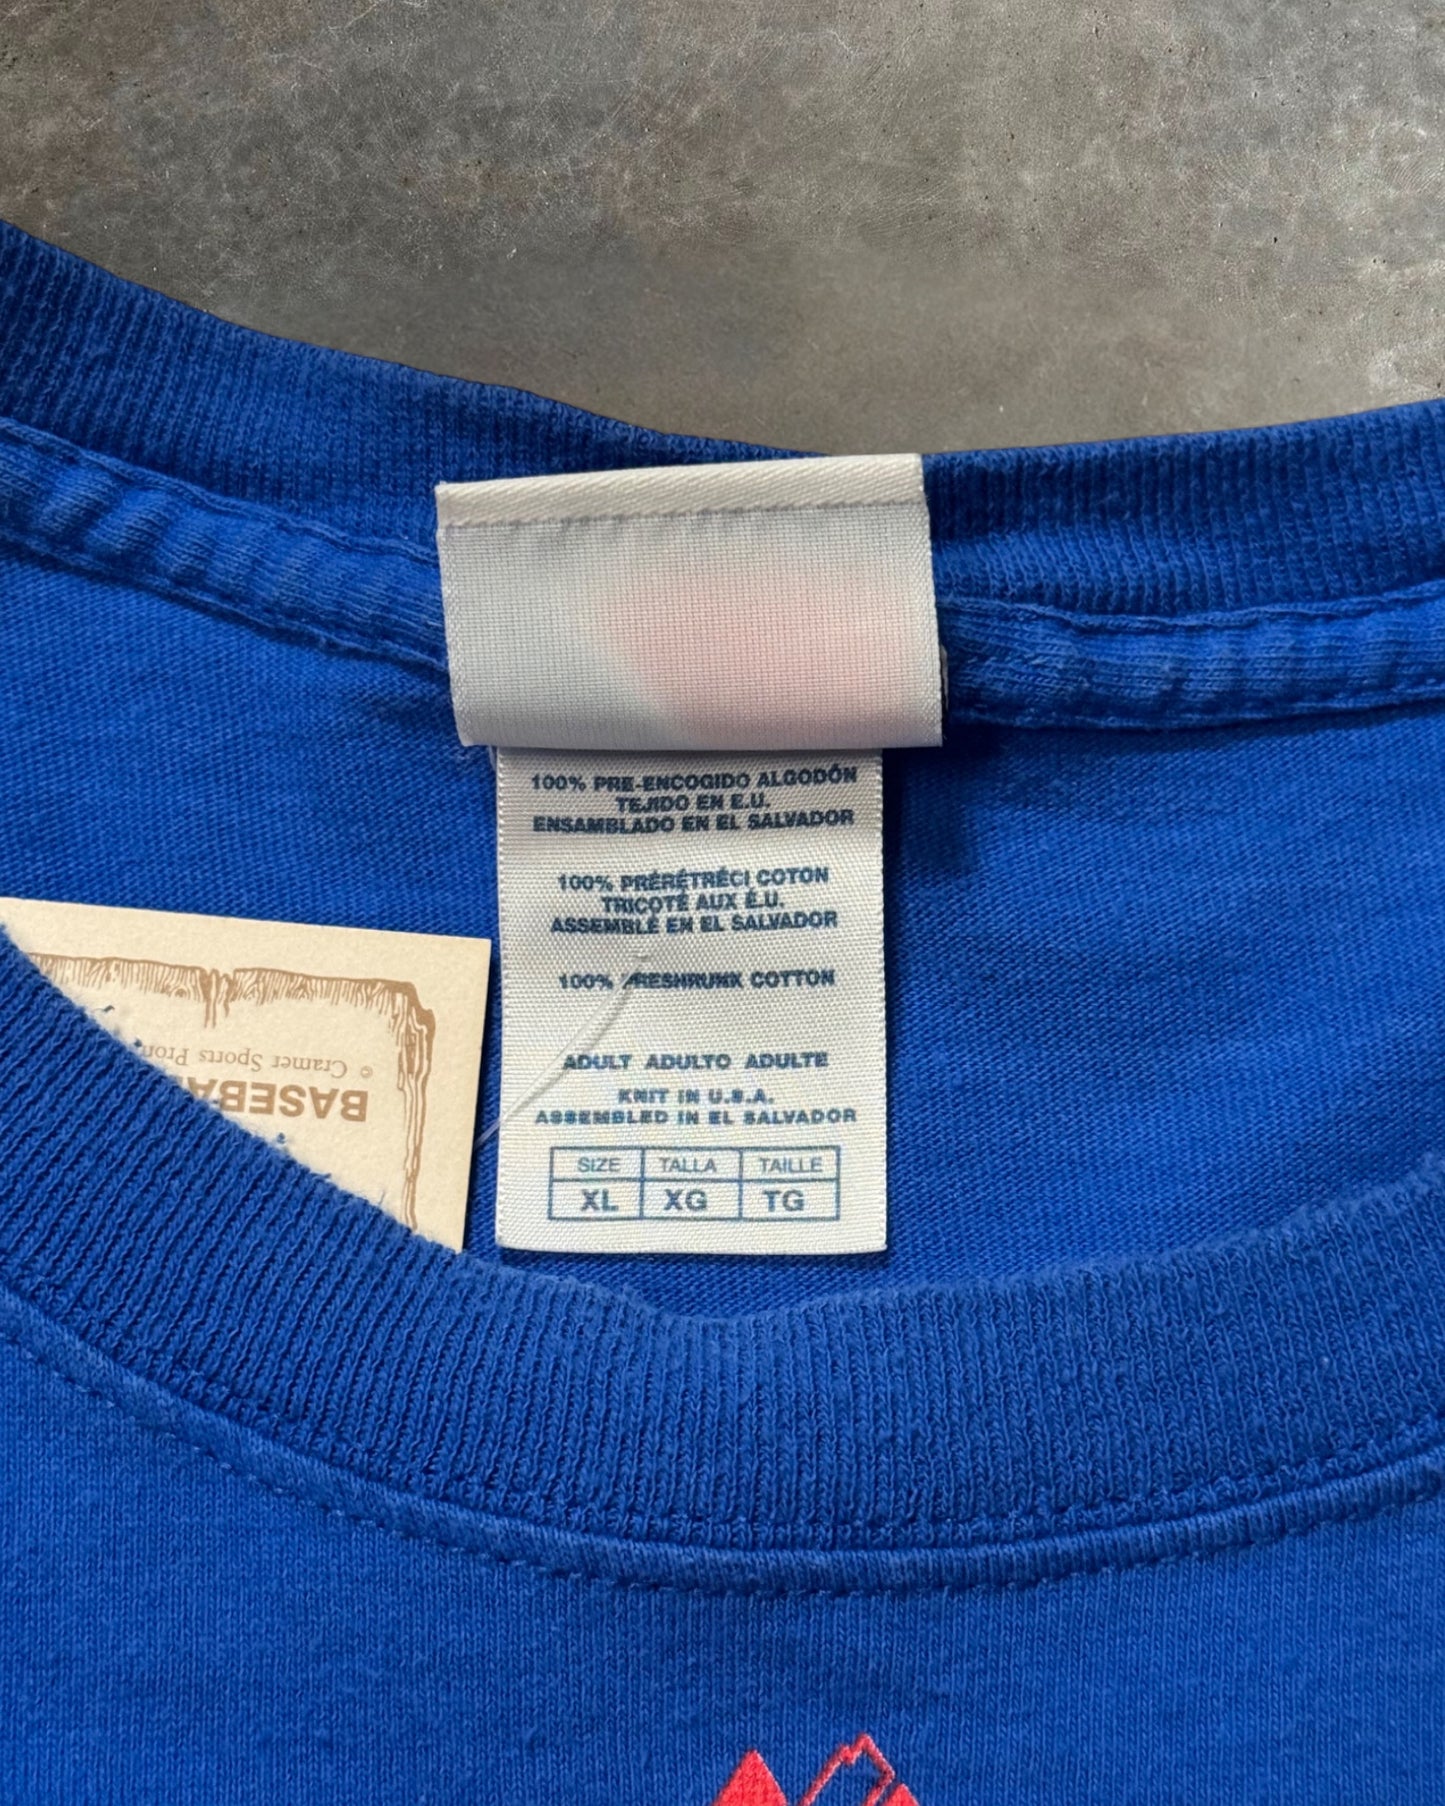 100% PRE-ENCOGIDO ALGODÓN
TEJIDO EN E.U.
ENSAMBLADO EN EL SALVADOR
100% PRÉRÉTRÉCI COTON
TRICOTÉ AUX É.U.
ASSEMBLÉ EN EL SALVADOR
100% PRESHRUNK COTTON
ADULT ADULTO ADULTE
KNIT IN U.S.A.
ASSEMBLED IN EL SALVADOR
SIZE TALLA TAILLE
XL XG TG
© Cramer Sports